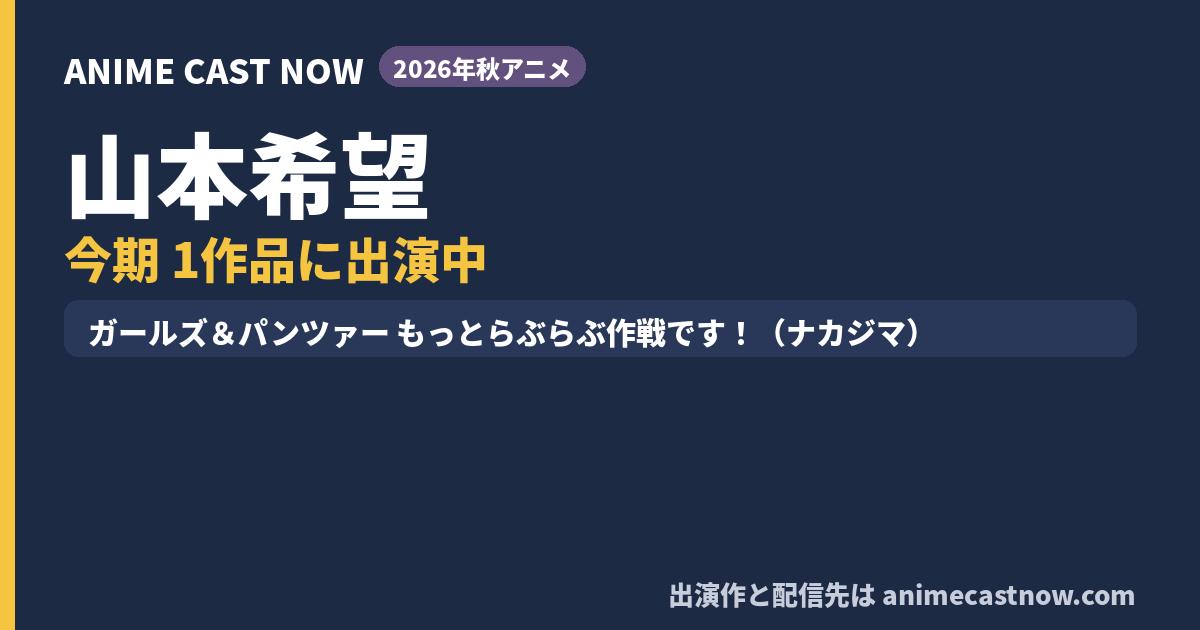 ANIME CAST NOW 2026年秋アニメ
山本希望
今期 1作品に出演中
ガールズ＆パンツァー もっとらぶらぶ作戦です！（ナカジマ）
出演作と配信先は animecastnow.com